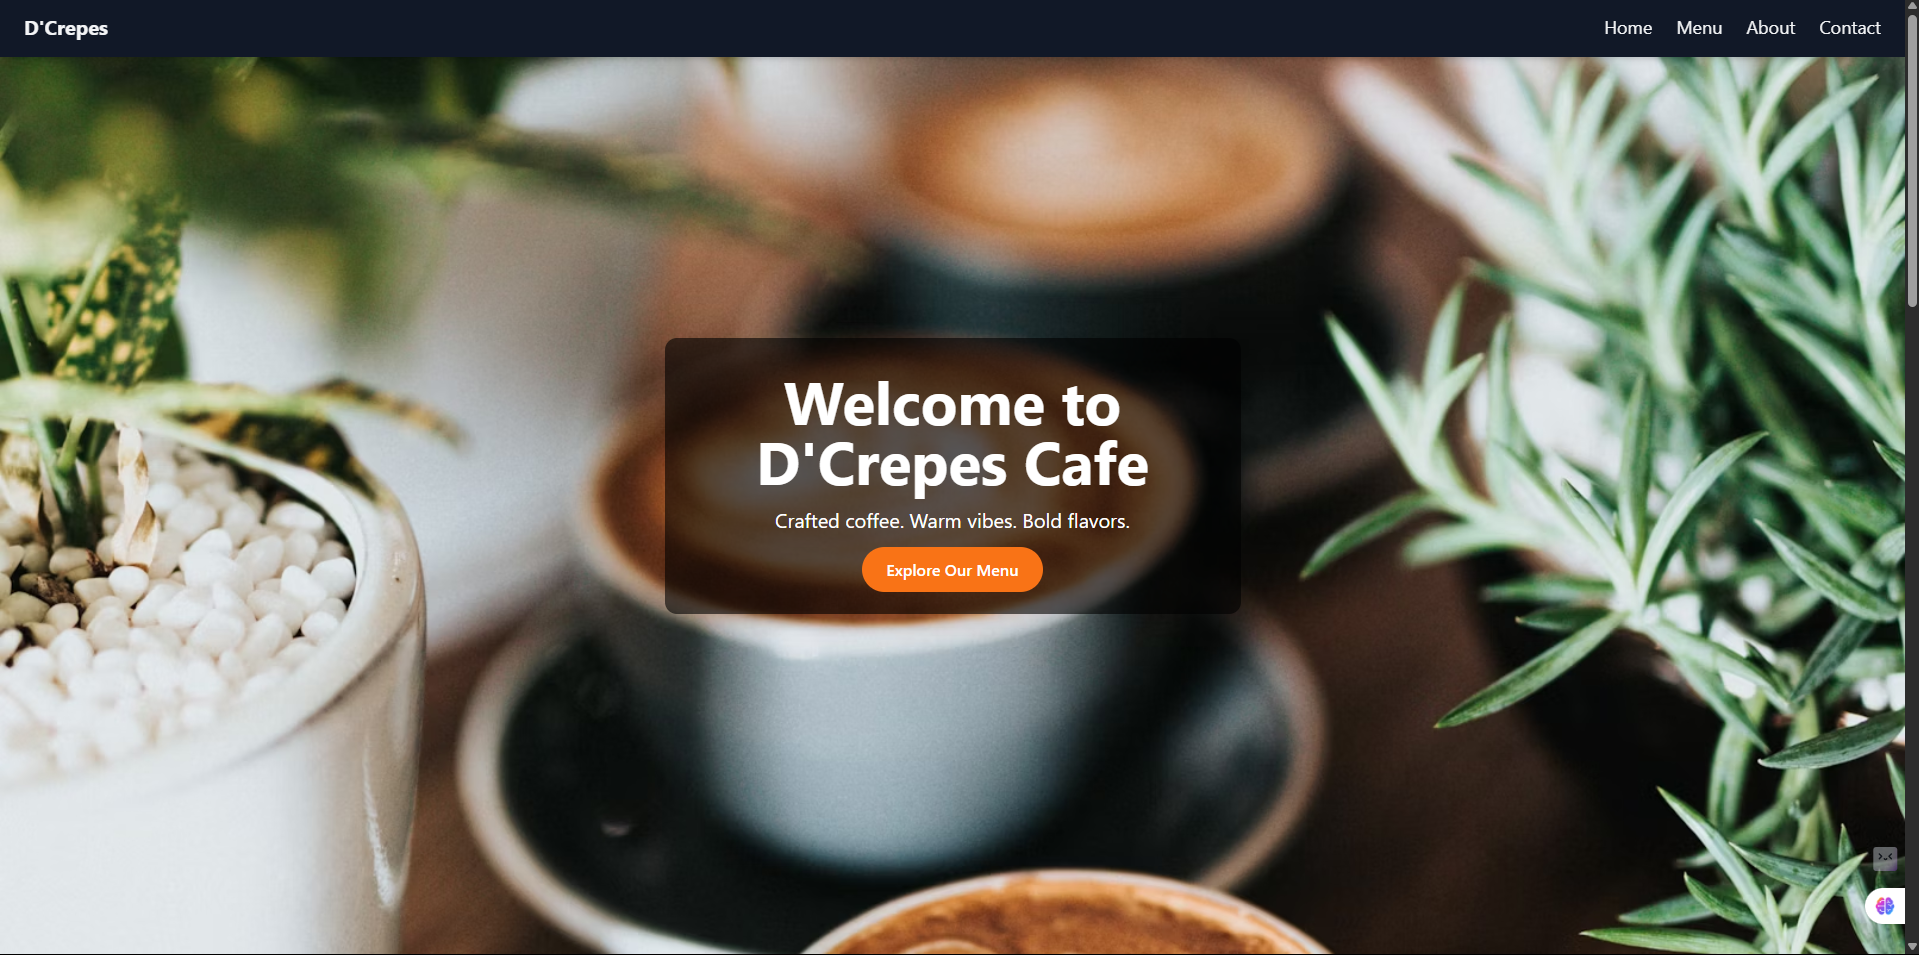 D'Crepes
Home Menu About Contact
Welcome to
D'Crepes Cafe
Crafted coffee. Warm vibes. Bold flavors.
Explore Our Menu